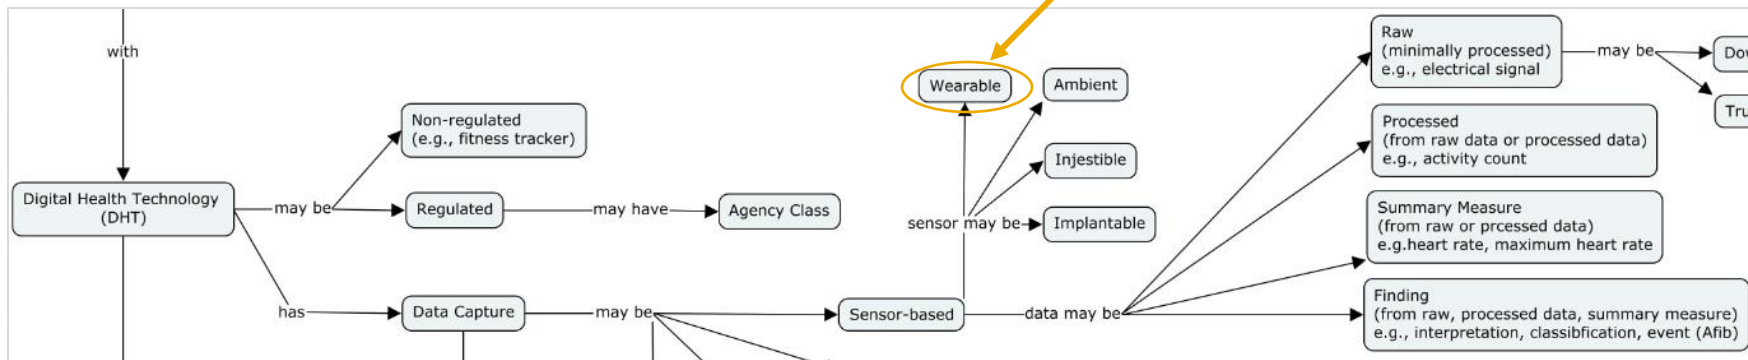 with
Non-regulated
(e.g., fitness tracker)
Digital Health Technology
(DHT)
may be
Regulated
may have
Agency Class
has
Data Capture
may be
Sensor-based
sensor may be
Wearable
Ambient
Injestible
Implantable
data may be
Raw
(minimally processed)
e.g., electrical signal
may be
Dov
Tru
Processed
(from raw data or processed data)
e.g., activity count
Summary Measure
(from raw or prcessed data)
e.g.heart rate, maximum heart rate
Finding
(from raw, processed data, summary measure)
e.g., interpretation, classibfication, event (Afib)